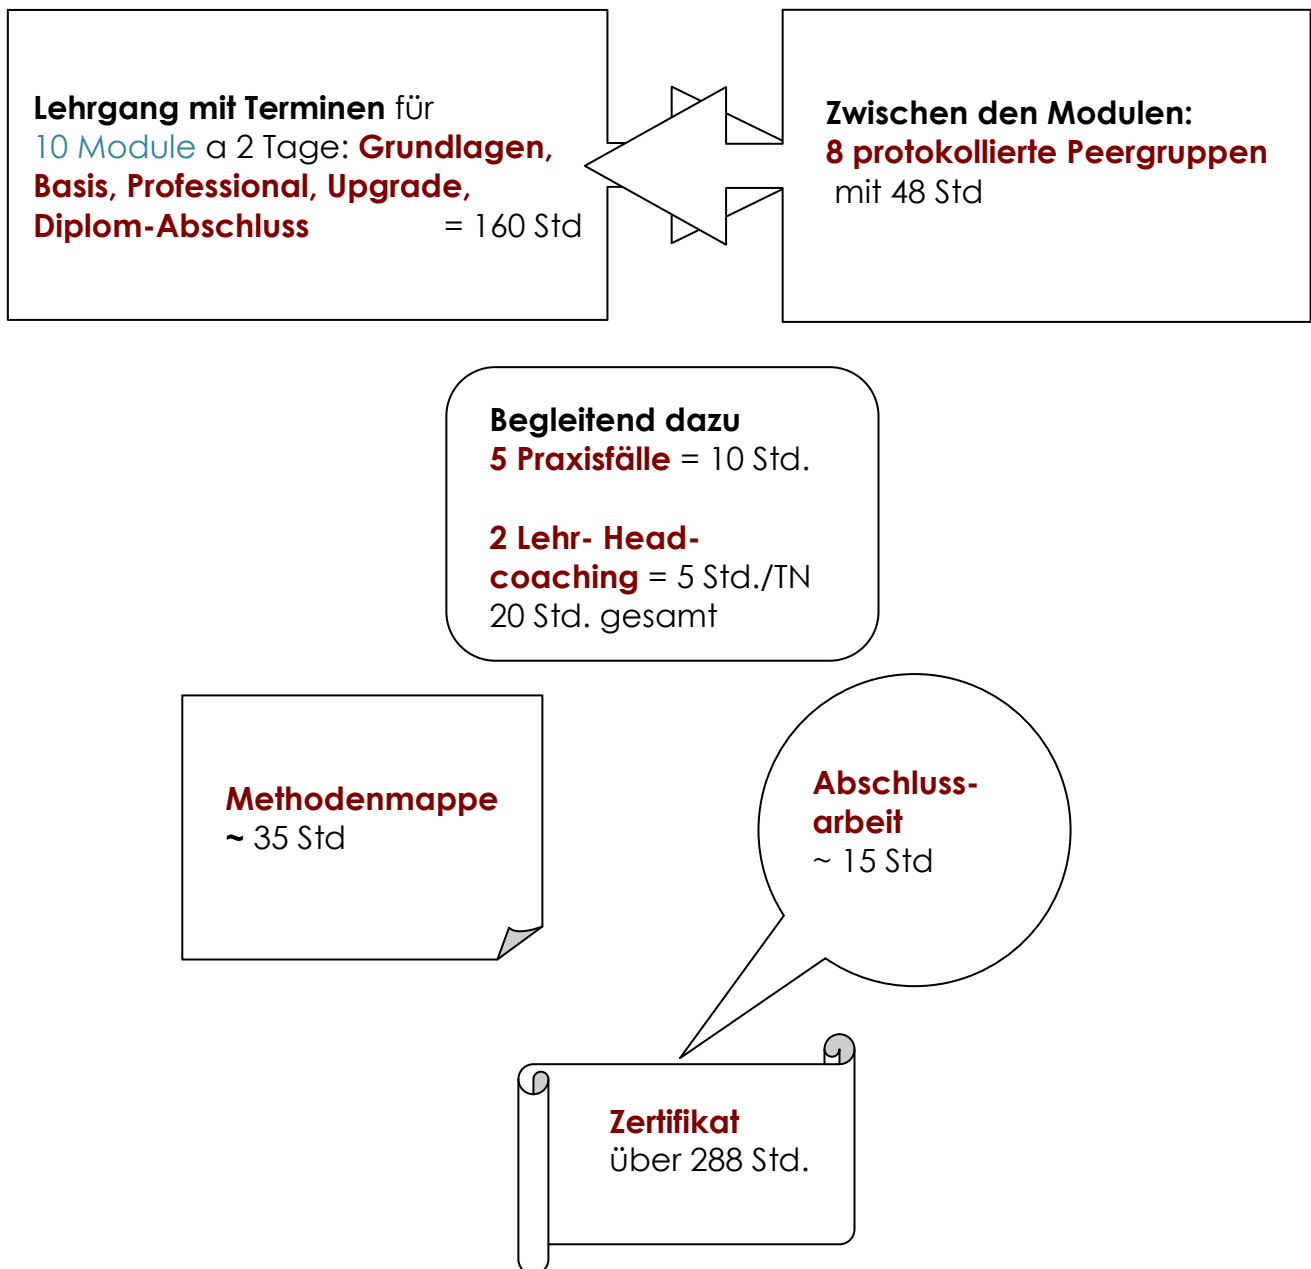 Lehrgang mit Terminen für
10 Module a 2 Tage: Grundlagen,
Basis, Professional, Upgrade,
Diplom-Abschluss = 160 Std
Zwischen den Modulen:
8 protokollierte Peergruppen
mit 48 Std
Begleitend dazu
5 Praxisfälle = 10 Std.
2 Lehr- Head-
coaching = 5 Std./TN
20 Std. gesamt
Methodenmappe
~ 35 Std
Abschluss-
arbeit
~ 15 Std
Zertifikat
über 288 Std.